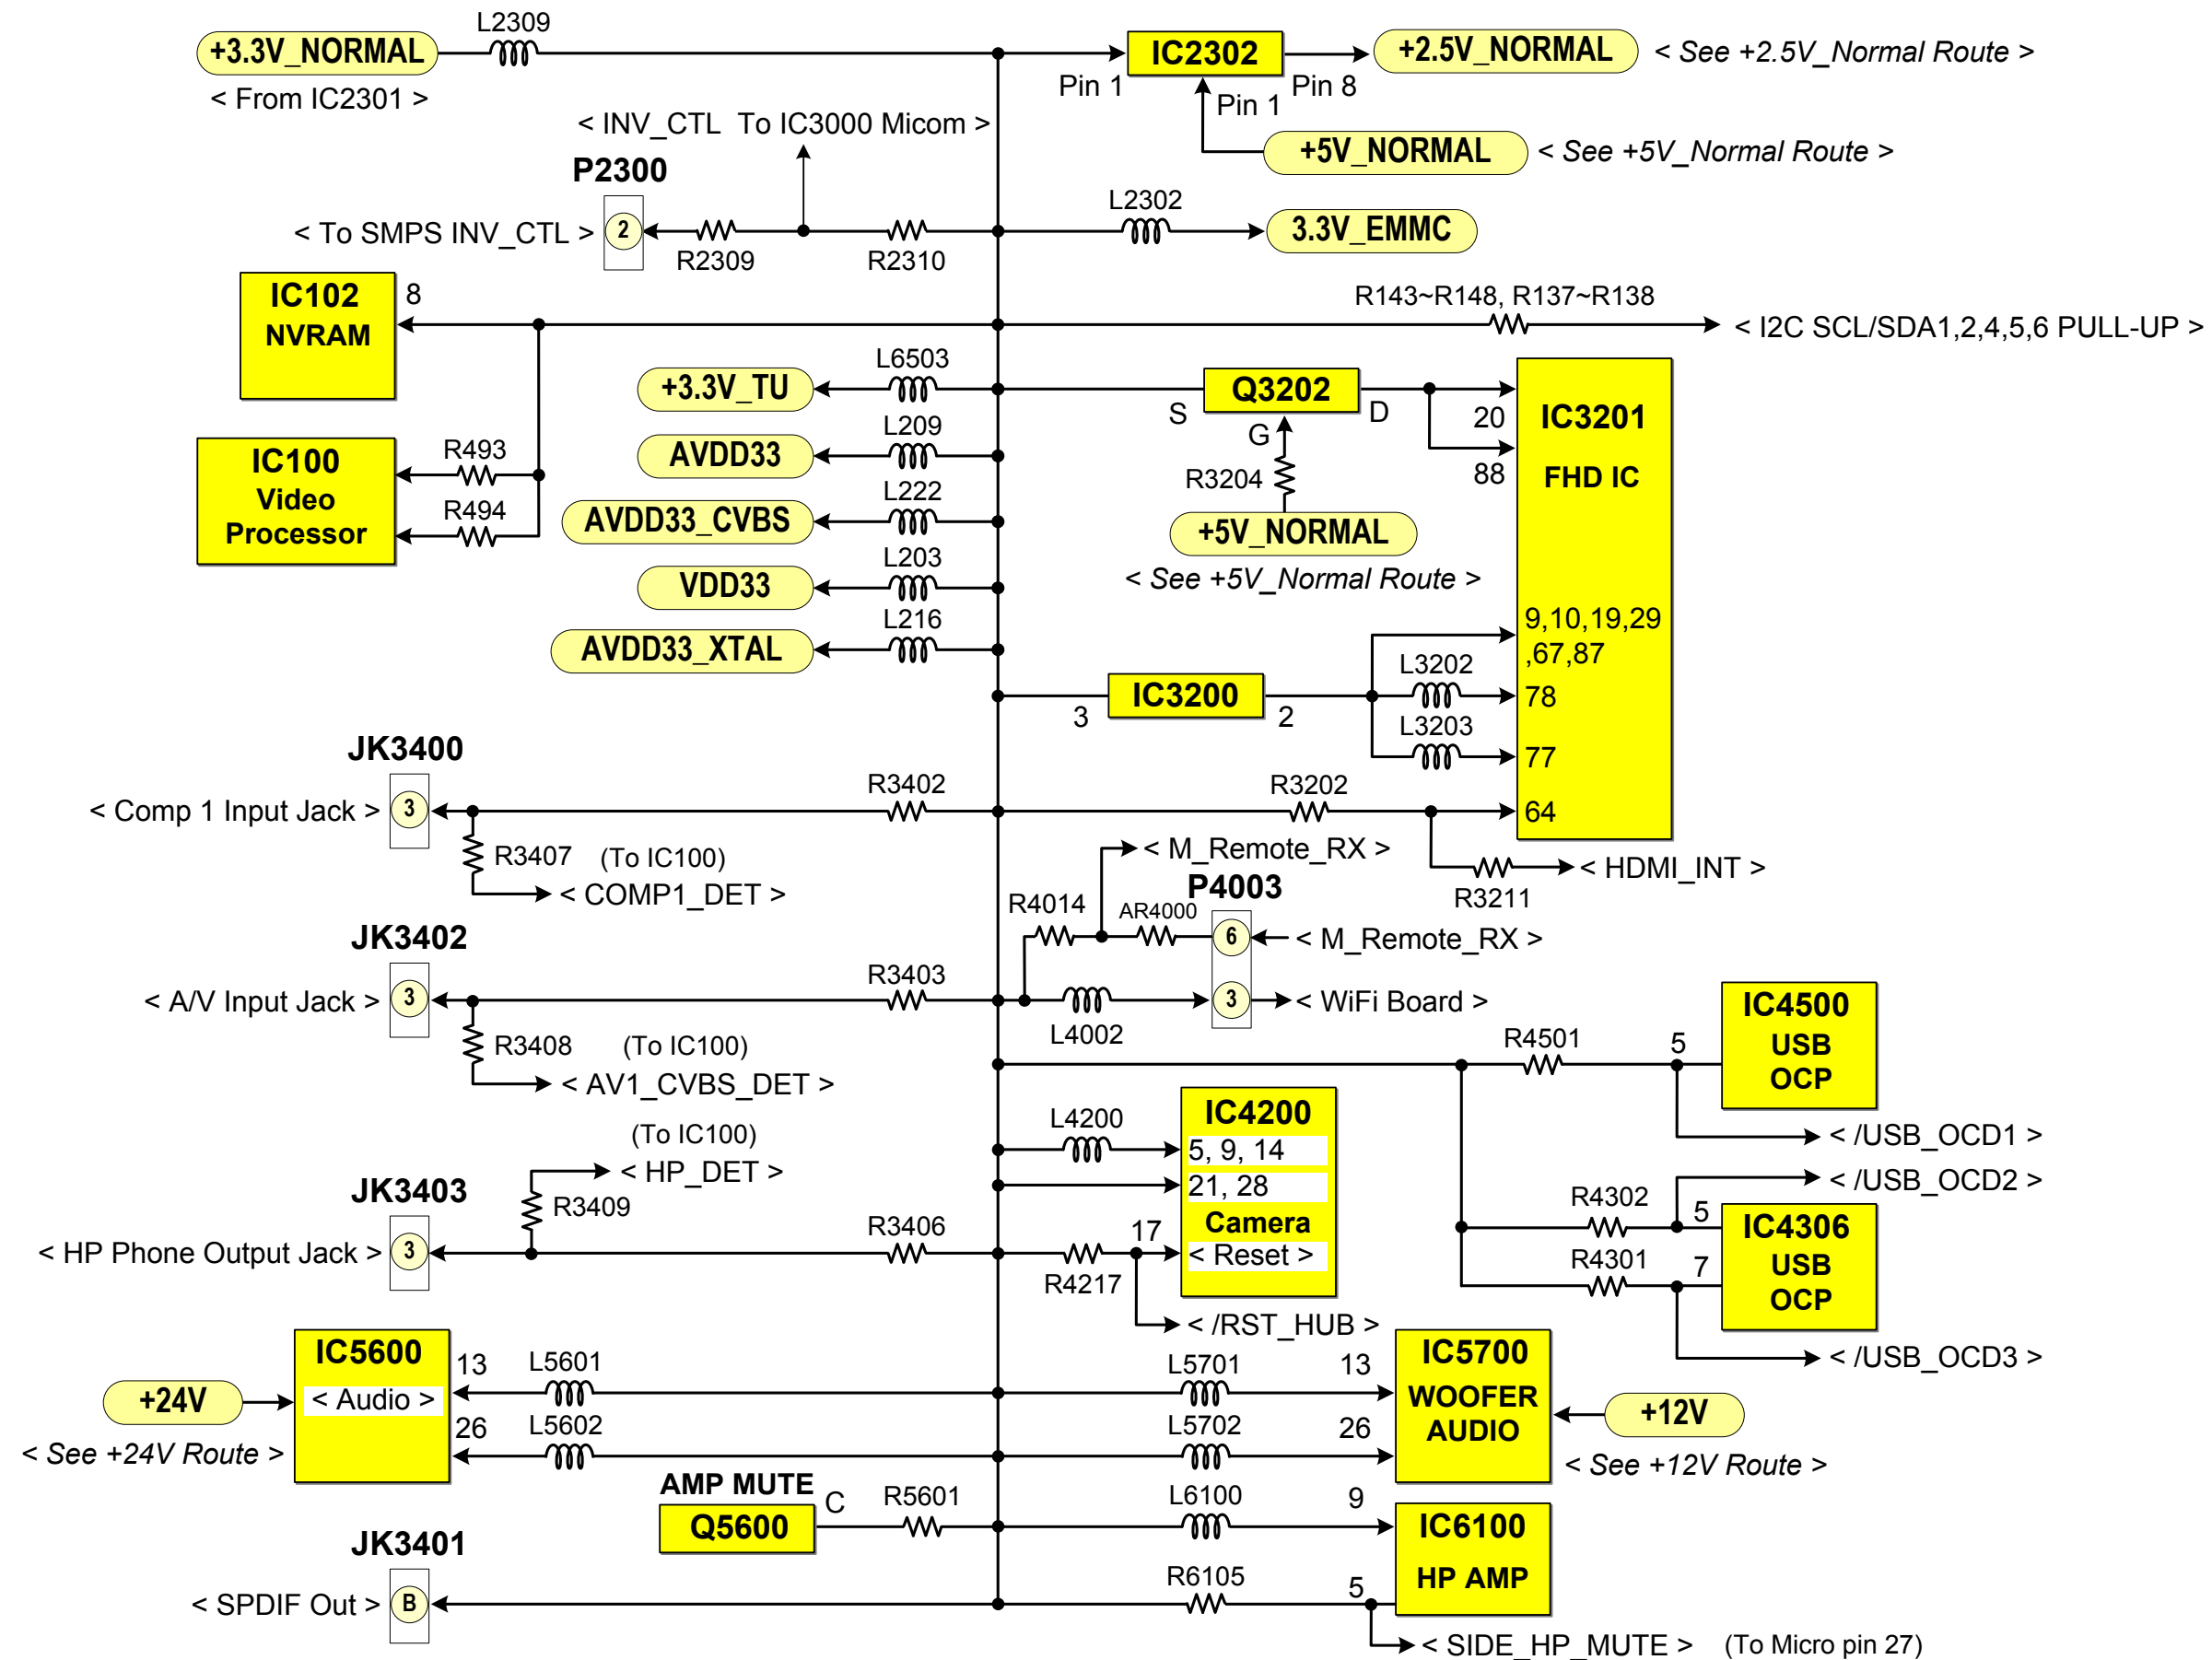 L2309
+3.3V_NORMAL
< From IC2301 >
IC2302
Pin 1
Pin 8
Pin 1
+2.5V_NORMAL
< See +2.5V_Normal Route >
+5V_NORMAL
< See +5V_Normal Route >
< INV_CTL To IC3000 Micom >
P2300
< To SMPS INV_CTL >
2
R2309
R2310
L2302
3.3V_EMMC
IC102
NVRAM
8
R143~R148, R137~R138
< I2C SCL/SDA1,2,4,5,6 PULL-UP >
L6503
+3.3V_TU
L209
AVDD33
L222
AVDD33_CVBS
L203
VDD33
L216
AVDD33_XTAL
IC100
Video
Processor
R493
R494
Q3202
S
D
G
R3204
+5V_NORMAL
< See +5V_Normal Route >
20
88
IC3201
FHD IC
9,10,19,29
,67,87
L3202
78
IC3200
3
2
L3203
77
R3202
64
R3211
< HDMI_INT >
JK3400
< Comp 1 Input Jack >
3
R3402
R3407
(To IC100)
< COMP1_DET >
< M_Remote_RX >
P4003
R4014
AR4000
6
< M_Remote_RX >
JK3402
< A/V Input Jack >
3
R3403
L4002
3
< WiFi Board >
R3408
(To IC100)
< AV1_CVBS_DET >
R4501
5
IC4500
USB
OCP
< /USB_OCD1 >
L4200
IC4200
5, 9, 14
21, 28
Camera
17
< Reset >
R4217
< /RST_HUB >
(To IC100)
< HP_DET >
JK3403
R3409
< HP Phone Output Jack >
3
R3406
< /USB_OCD2 >
R4302
5
IC4306
USB
OCP
R4301
7
< /USB_OCD3 >
IC5600
< Audio >
13
26
L5601
L5602
+24V
< See +24V Route >
L5701
13
L5702
26
IC5700
WOOFER
AUDIO
+12V
< See +12V Route >
AMP MUTE
Q5600
C
R5601
L6100
9
IC6100
HP AMP
JK3401
< SPDIF Out >
B
R6105
5
< SIDE_HP_MUTE >
(To Micro pin 27)